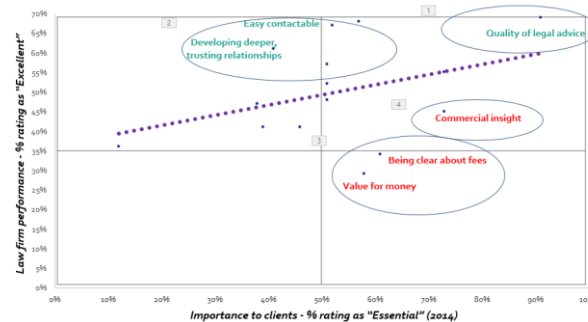 70%
65%
60%
55%
50%
45%
40%
35%
30%
25%
20%
15%
10%
5%
0%
Law firm performance - % rating as "Excellent"
1
2
Easy contactable
Quality of legal advice
Developing deeper,
trusting relationships
4
Commercial insight
3
Being clear about fees
Value for money
0% 10% 20% 30% 40% 50% 60% 70% 80% 90%
Importance to clients - % rating as "Essential" (2014)